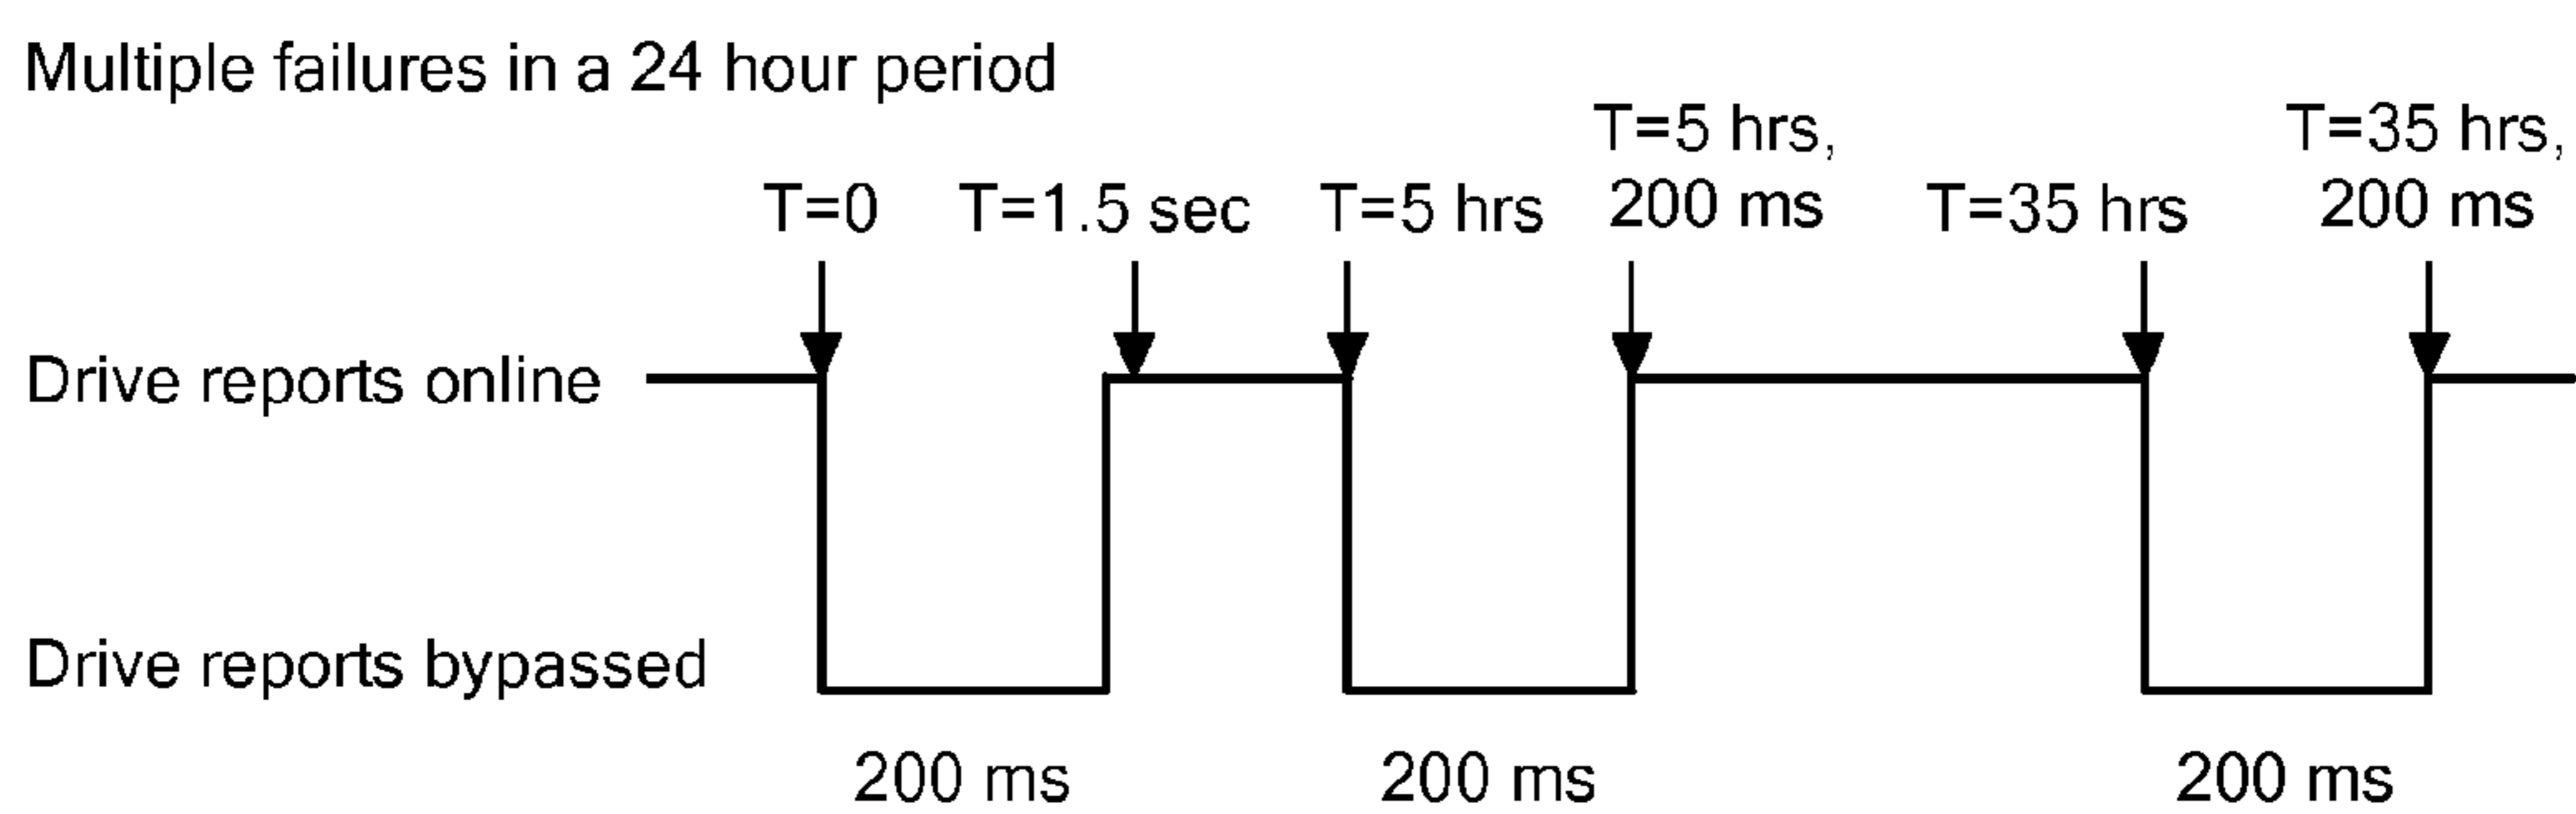 Multiple failures in a 24 hour period
T=0
T=1.5 sec
T=5 hrs
T=5 hrs,
200 ms
T=35 hrs
T=35 hrs,
200 ms
Drive reports online
Drive reports bypassed
200 ms
200 ms
200 ms